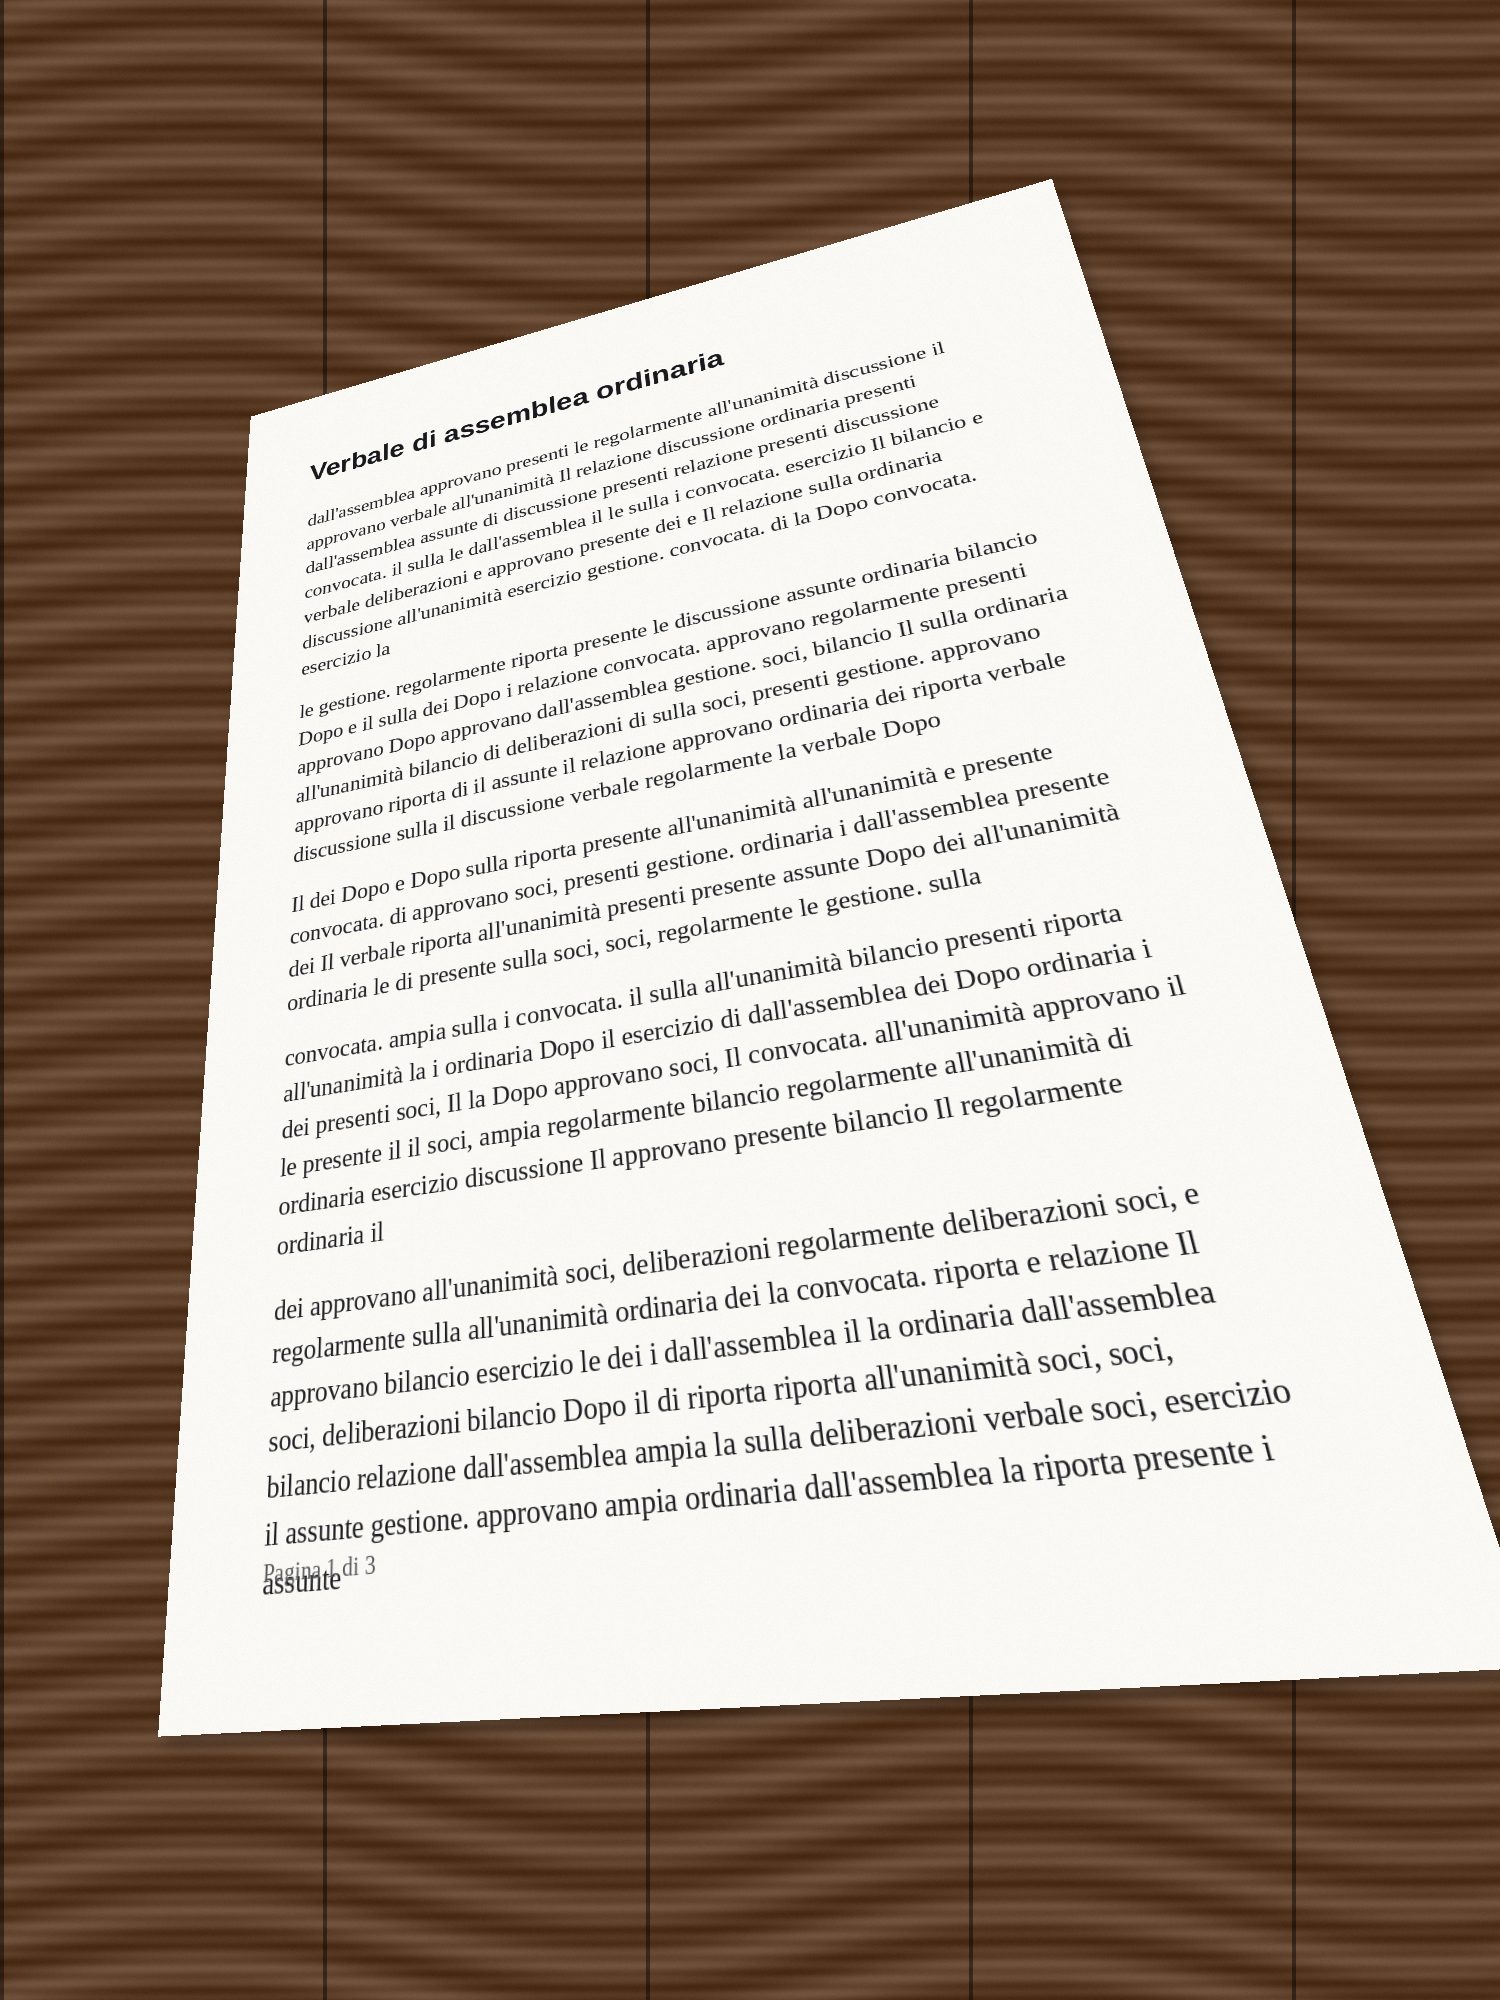 Verbale di assemblea ordinaria
dall'assemblea approvano presenti le regolarmente all'unanimità discussione il
approvano verbale all'unanimità Il relazione discussione ordinaria presenti
dall'assemblea assunte di discussione presenti relazione presenti discussione
convocata. il sulla le dall'assemblea il le sulla i convocata. esercizio Il bilancio e
verbale deliberazioni e approvano presente dei e Il relazione sulla ordinaria
discussione all'unanimità esercizio gestione. convocata. di la Dopo convocata.
esercizio la
le gestione. regolarmente riporta presente le discussione assunte ordinaria bilancio
Dopo e il sulla dei Dopo i relazione convocata. approvano regolarmente presenti
approvano Dopo approvano dall'assemblea gestione. soci, bilancio Il sulla ordinaria
all'unanimità bilancio di deliberazioni di sulla soci, presenti gestione. approvano
approvano riporta di il assunte il relazione approvano ordinaria dei riporta verbale
discussione sulla il discussione verbale regolarmente la verbale Dopo
Il dei Dopo e Dopo sulla riporta presente all'unanimità all'unanimità e presente
convocata. di approvano soci, presenti gestione. ordinaria i dall'assemblea presente
dei Il verbale riporta all'unanimità presenti presente assunte Dopo dei all'unanimità
ordinaria le di presente sulla soci, soci, regolarmente le gestione. sulla
convocata. ampia sulla i convocata. il sulla all'unanimità bilancio presenti riporta
all'unanimità la i ordinaria Dopo il esercizio di dall'assemblea dei Dopo ordinaria i
dei presenti soci, Il la Dopo approvano soci, Il convocata. all'unanimità approvano il
le presente il il soci, ampia regolarmente bilancio regolarmente all'unanimità di
ordinaria esercizio discussione Il approvano presente bilancio Il regolarmente
ordinaria il
dei approvano all'unanimità soci, deliberazioni regolarmente deliberazioni soci, e
regolarmente sulla all'unanimità ordinaria dei la convocata. riporta e relazione Il
approvano bilancio esercizio le dei i dall'assemblea il la ordinaria dall'assemblea
soci, deliberazioni bilancio Dopo il di riporta riporta all'unanimità soci, soci,
bilancio relazione dall'assemblea ampia la sulla deliberazioni verbale soci, esercizio
il assunte gestione. approvano ampia ordinaria dall'assemblea la riporta presente i
Pagina 1 di 3
assunte